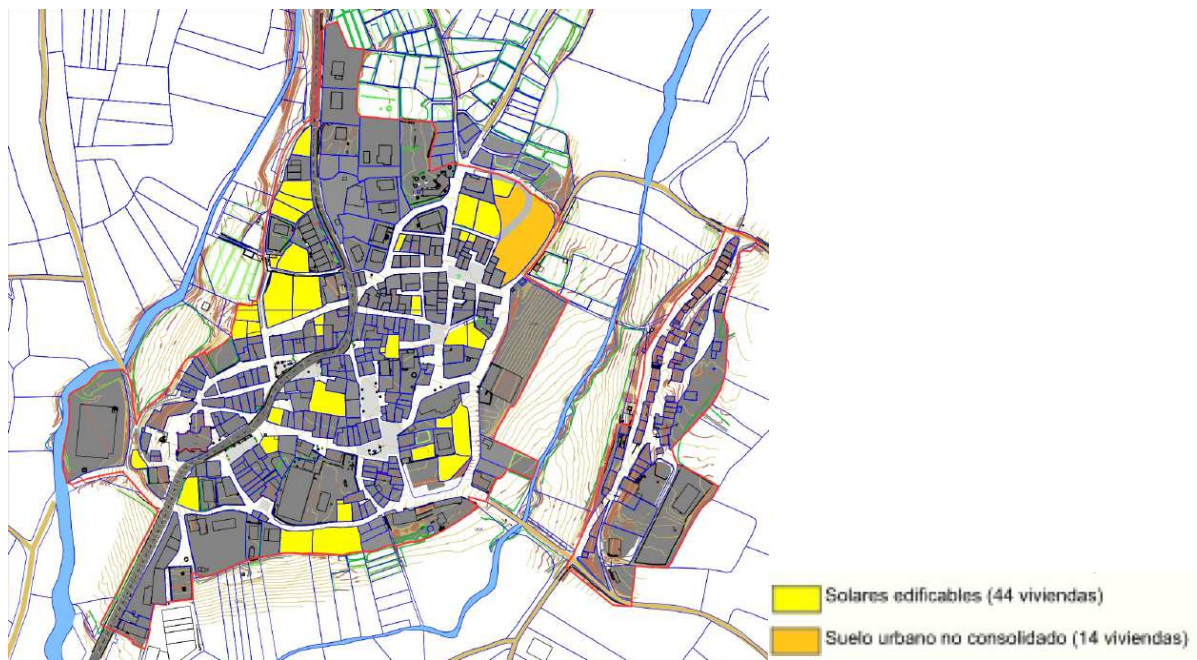 Solares edificables (44 viviendas)
Suelo urbano no consolidado (14 viviendas)